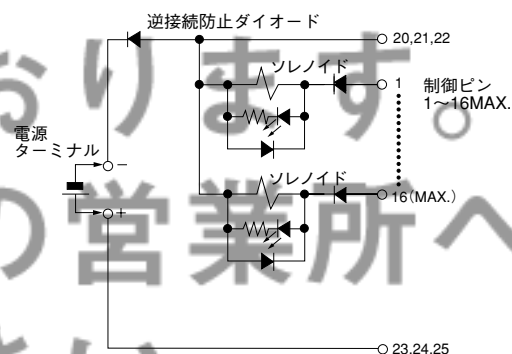 逆接続防止ダイオード
20,21,22
ソレノイド
1
制御ピン
1〜16MAX.
電源
ターミナル
−
+
ソレノイド
16(MAX.)
23.24.25
おります。
の営業所へ